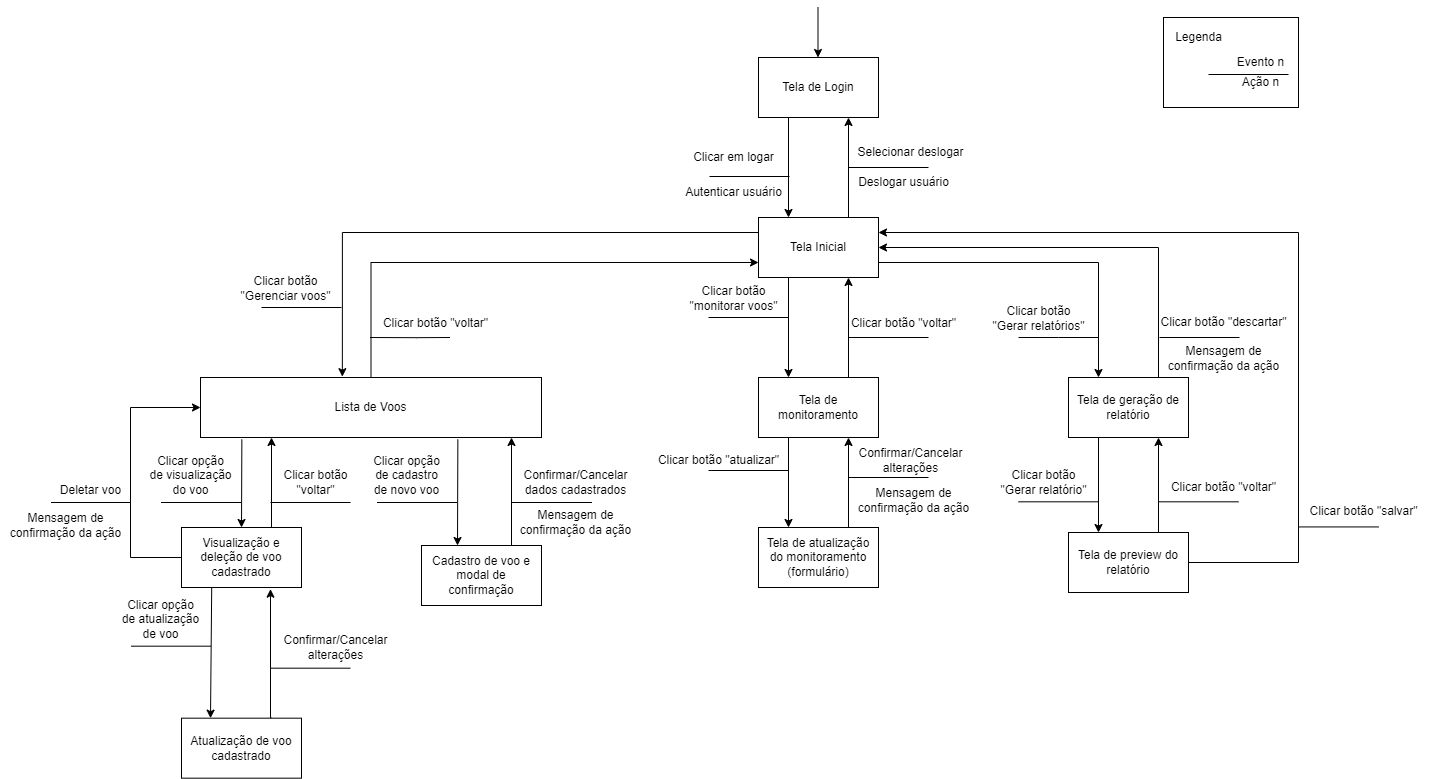 Legenda
Evento n
Ação n
Tela de Login
Clicar em logar
Autenticar usuário
Selecionar deslogar
Deslogar usuário
Tela Inicial
Clicar botão
"Gerenciar voos"
Clicar botão "voltar"
Clicar botão
"monitorar voos"
Clicar botão "voltar"
Clicar botão
"Gerar relatórios"
Clicar botão "descartar"
Mensagem de
confirmação da ação
Lista de Voos
Tela de
monitoramento
Tela de geração de
relatório
Deletar voo
Mensagem de
confirmação da ação
Clicar opção
de visualização
do voo
Clicar botão
"voltar"
Clicar opção
de cadastro
de novo voo
Confirmar/Cancelar
dados cadastrados
Mensagem de
confirmação da ação
Clicar botão "atualizar"
Confirmar/Cancelar
alterações
Mensagem de
confirmação da ação
Clicar botão
"Gerar relatório"
Clicar botão "voltar"
Clicar botão "salvar"
Visualização e
deleção de voo
cadastrado
Cadastro de voo e
modal de
confirmação
Tela de atualização
do monitoramento
(formulário)
Tela de preview do
relatório
Clicar opção
de atualização
de voo
Confirmar/Cancelar
alterações
Atualização de voo
cadastrado